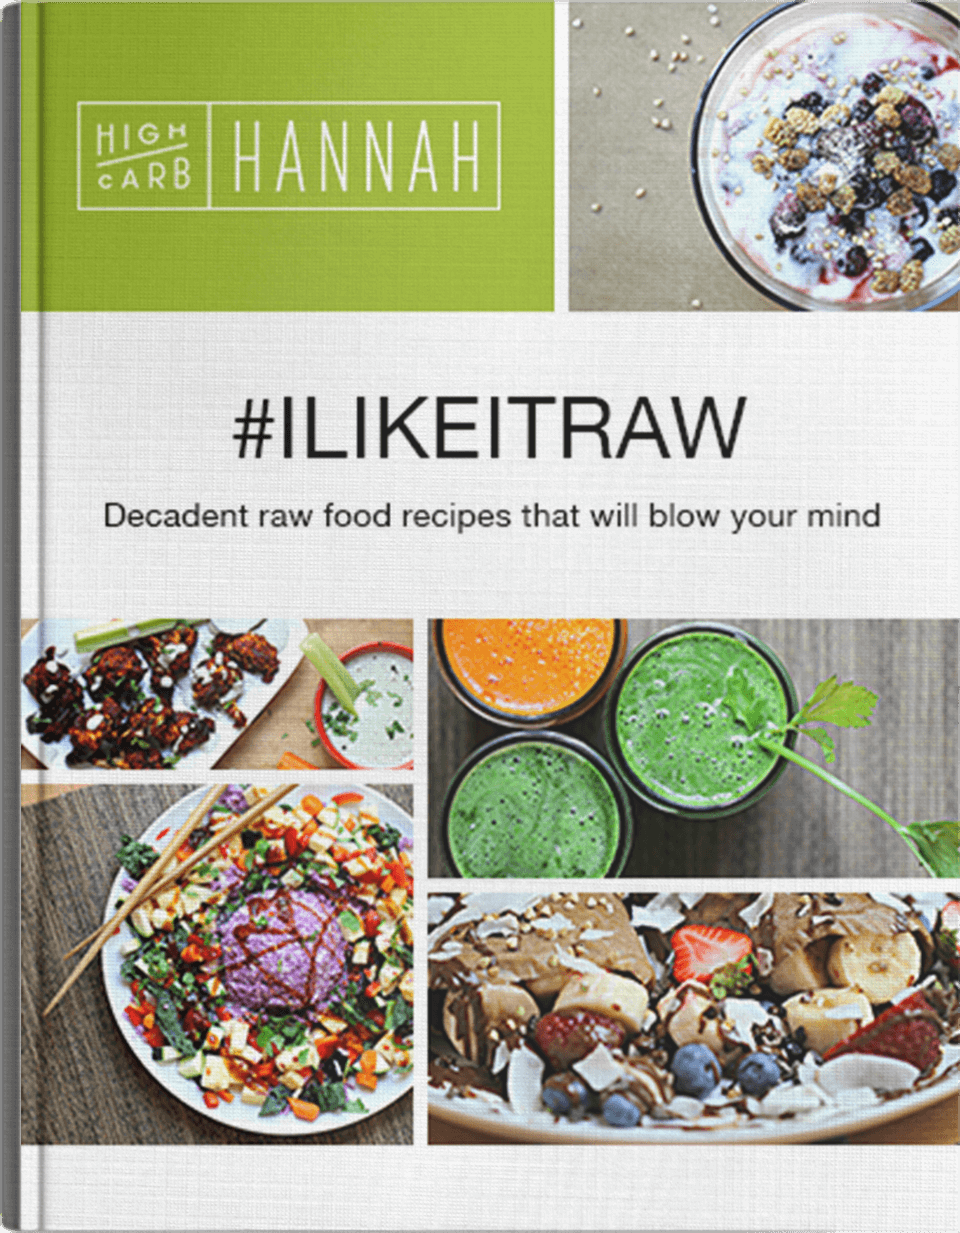 HIGH
CARB
HANNAH
#ILIKEITRAW
Decadent raw food recipes that will blow your mind